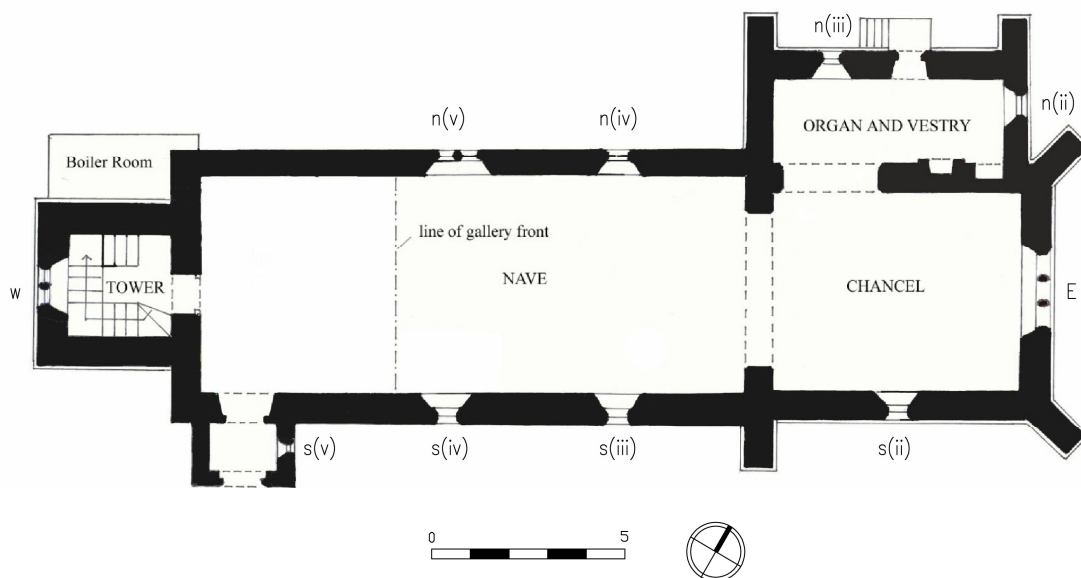 n(iii)
n(ii)
n(v)
n(iv)
ORGAN AND VESTRY
Boiler Room
line of gallery front
NAVE
TOWER
CHANCEL
w
E
s(v)
s(iv)
s(iii)
s(ii)
0
5